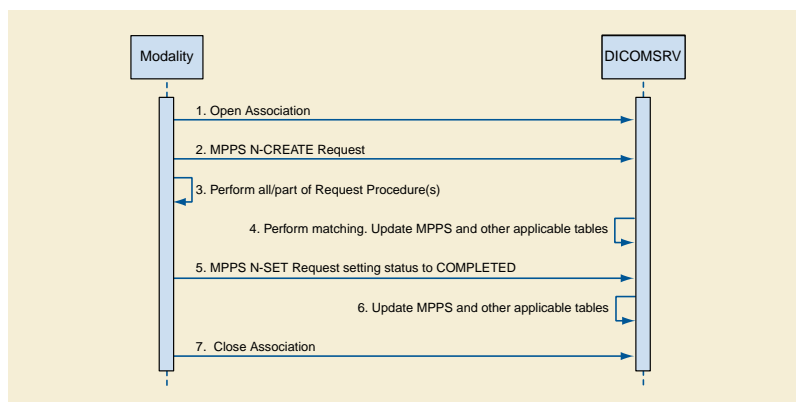 Modality
DICOMSRV
1. Open Association
2. MPPS N-CREATE Request
3. Perform all/part of Request Procedure(s)
4. Perform matching. Update MPPS and other applicable tables
5. MPPS N-SET Request setting status to COMPLETED
6. Update MPPS and other applicable tables
7. Close Association